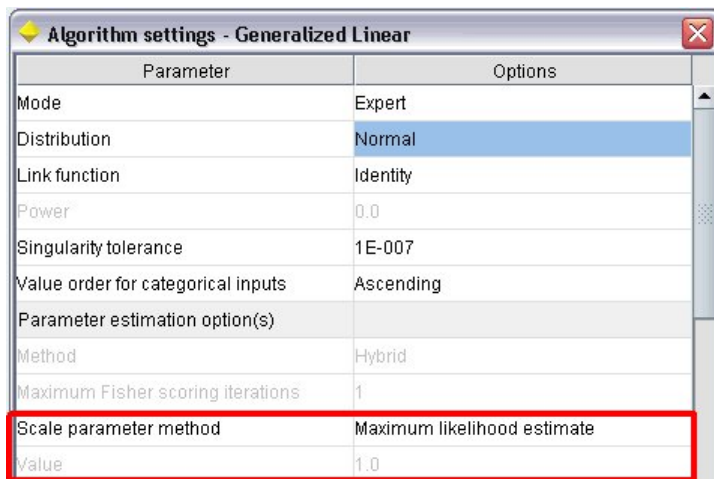 Algorithm settings - Generalized Linear
Parameter Options
Mode Expert
Distribution Normal
Link function Identity
Power 0.0
Singularity tolerance 1E-007
Value order for categorical inputs Ascending
Parameter estimation option(s)
Method Hybrid
Maximum Fisher scoring iterations 1
Scale parameter method Maximum likelihood estimate
Value 1.0